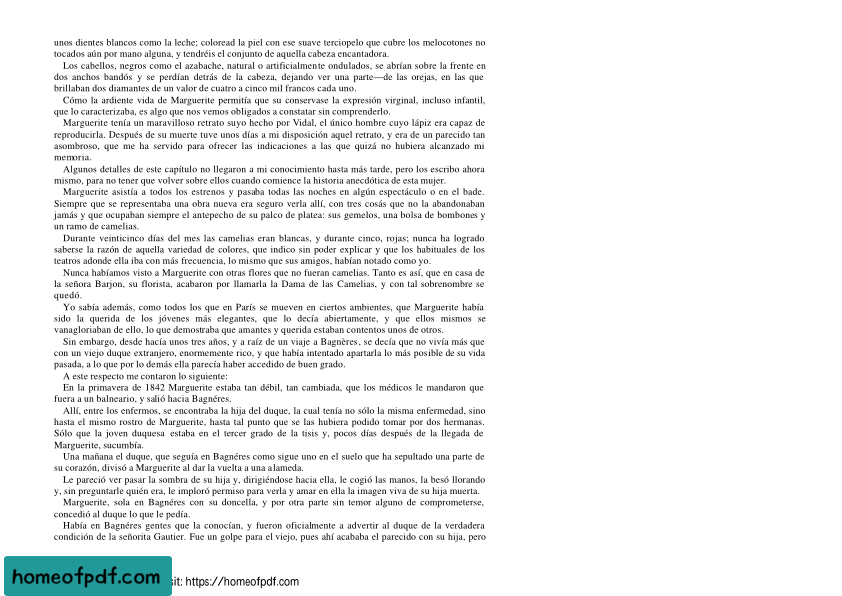 unos dientes blancos como la leche; coloread la piel con ese suave terciopelo que cubre los melocotones no
tocados aún por mano alguna, y tendréis el conjunto de aquella cabeza encantadora.
Los cabellos, negros como el azabache, natural o artificialmente ondulados, se abrían sobre la frente en
dos anchos bandós y se perdían detrás de la cabeza, dejando ver una parte—de las orejas, en las que
brillaban dos diamantes de un valor de cuatro a cinco mil francos cada uno.
Cómo la ardiente vida de Marguerite permitía que su conservase la expresión virginal, incluso infantil,
que lo caracterizaba, es algo que nos vemos obligados a constatar sin comprenderlo.
Marguerite tenía un maravilloso retrato suyo hecho por Vidal, el único hombre cuyo lápiz era capaz de
reproducirla. Después de su muerte tuve unos días a mi disposición aquel retrato, y era de un parecido tan
asombroso, que me ha servido para ofrecer las indicaciones a las que quizá no hubiera alcanzado mi
memoria.
Algunos detalles de este capítulo no llegaron a mi conocimiento hasta más tarde, pero los escribo ahora
mismo, para no tener que volver sobre ellos cuando comience la historia anecdótica de esta mujer.
Marguerite asistía a todos los estrenos y pasaba todas las noches en algún espectáculo o en el bade.
Siempre que se representaba una obra nueva era seguro verla allí, con tres cosás que no la abandonaban
jamás y que ocupaban siempre el antepecho de su palco de platea: sus gemelos, una bolsa de bombones y
un ramo de camelias.
Durante veinticinco días del mes las camelias eran blancas, y durante cinco, rojas; nunca ha logrado
saberse la razón de aquella variedad de colores, que indico sin poder explicar y que los habituales de los
teatros adonde ella iba con más frecuencia, lo mismo que sus amigos, habían notado como yo.
Nunca habíamos visto a Marguerite con otras flores que no fueran camelias. Tanto es así, que en casa de
la señora Barjon, su florista, acabaron por llamarla la Dama de las Camelias, y con tal sobrenombre se
quedó.
Yo sabía además, como todos los que en París se mueven en ciertos ambientes, que Marguerite había
sido la querida de los jóvenes más elegantes, que lo decía abiertamente, y que ellos mismos se
vanagloriaban de ello, lo que demostraba que amantes y querida estaban contentos unos de otros.
Sin embargo, desde hacía unos tres años, y a raíz de un viaje a Bagnères, se decía que no vivía más que
con un viejo duque extranjero, enormemente rico, y que había intentado apartarla lo más posible de su vida
pasada, a lo que por lo demás ella parecía haber accedido de buen grado.
A este respecto me contaron lo siguiente:
En la primavera de 1842 Marguerite estaba tan débil, tan cambiada, que los médicos le mandaron que
fuera a un balneario, y salió hacia Bagnéres.
Allí, entre los enfermos, se encontraba la hija del duque, la cual tenía no sólo la misma enfermedad, sino
hasta el mismo rostro de Marguerite, hasta tal punto que se las hubiera podido tomar por dos hermanas.
Sólo que la joven duquesa estaba en el tercer grado de la tisis y, pocos días después de la llegada de
Marguerite, sucumbía.
Una mañana el duque, que seguía en Bagnéres como sigue uno en el suelo que ha sepultado una parte de
su corazón, divisó a Marguerite al dar la vuelta a una alameda.
Le pareció ver pasar la sombra de su hija y, dirigiéndose hacia ella, le cogió las manos, la besó llorando
y, sin preguntarle quién era, le imploró permiso para verla y amar en ella la imagen viva de su hija muerta.
Marguerite, sola en Bagnéres con su doncella, y por otra parte sin temor alguno de comprometerse,
concedió al duque lo que le pedía.
Había en Bagnéres gentes que la conocían, y fueron oficialmente a advertir al duque de la verdadera
condición de la señorita Gautier. Fue un golpe para el viejo, pues ahí acababa el parecido con su hija, pero
homeofpdf.com sit: https://homeofpdf.com